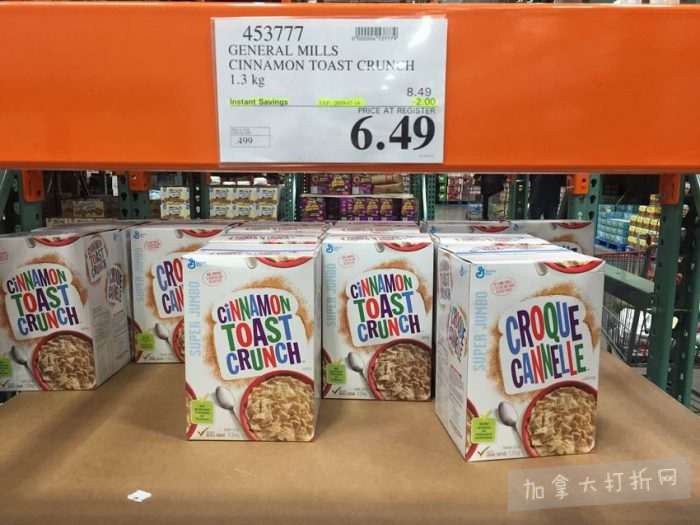 453777
GENERAL MILLS
CINNAMON TOAST CRUNCH
1.3 kg
8.49
Instant Savings
-2.00
PRICE AT REGISTER
6.49
.499
CINNAMON
TOAST
CRUNCH
CROQUE
CANNELLE
SUPER JUMBO
CINNAMON
TOAST
CRUNCH
CINNAMON
TOAST
CRUNCH
SUPER JUMBO
CROQUE
CANNELLE
加拿大打折网